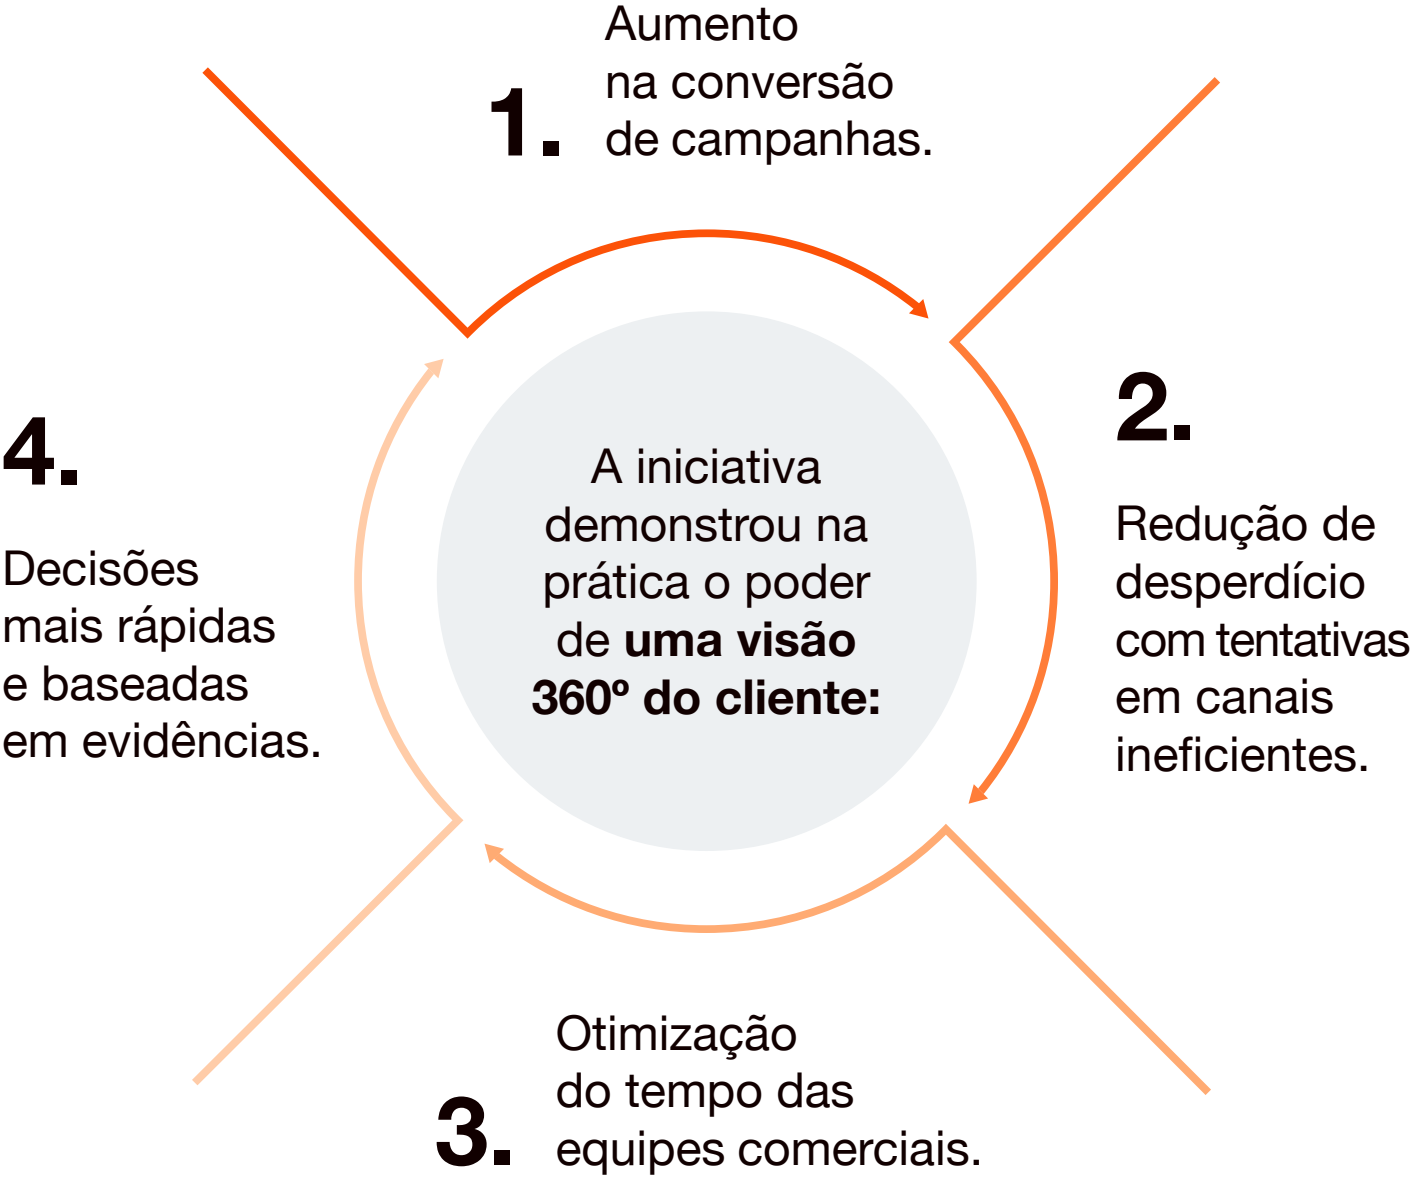 A iniciativa
demonstrou na
prática o poder
de uma visão
360º do cliente:
1.
Aumento
na conversão
de campanhas.
2.
Redução de
desperdício
com tentativas
em canais
ineficientes.
3.
Otimização
do tempo das
equipes comerciais.
4.
Decisões
mais rápidas
e baseadas
em evidências.